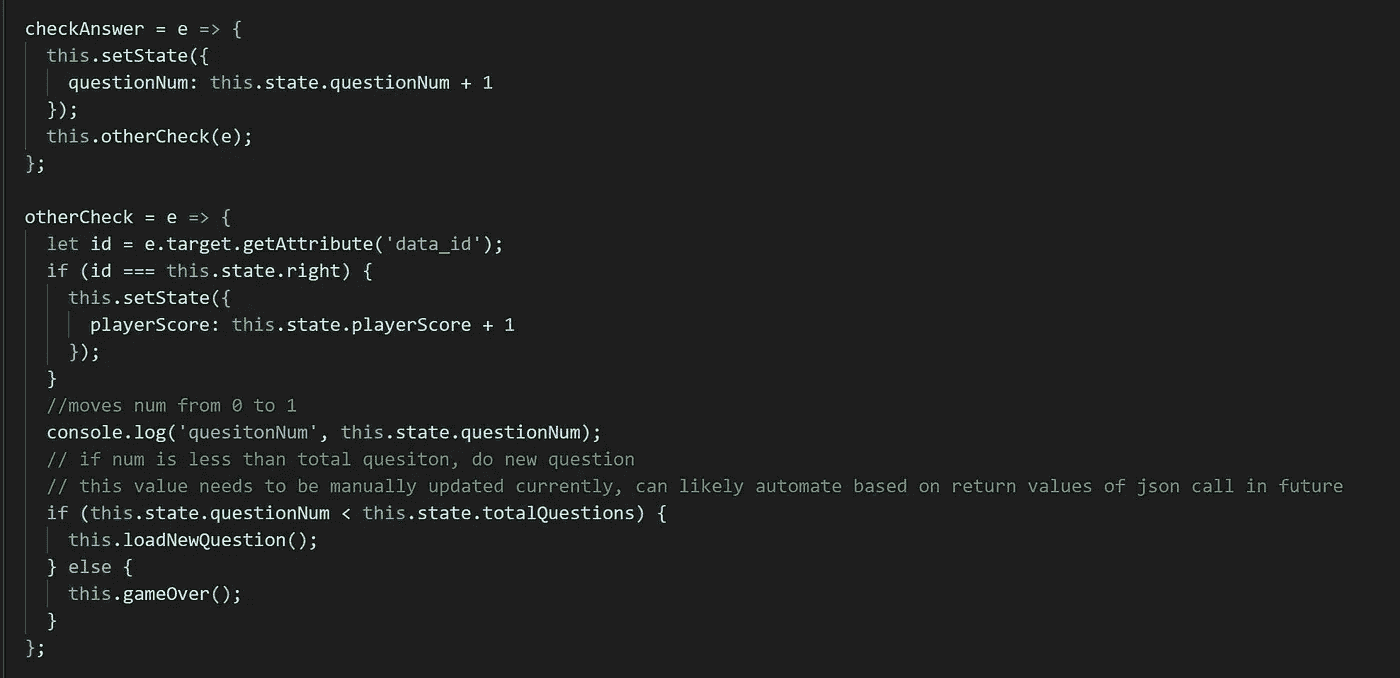 checkAnswer = e => {
  this.setState({
    questionNum: this.state.questionNum + 1
  });
  this.otherCheck(e);
};

otherCheck = e => {
  let id = e.target.getAttribute('data_id');
  if (id === this.state.right) {
    this.setState({
      playerScore: this.state.playerScore + 1
    });
  }
  //moves num from 0 to 1
  console.log('quesitonNum', this.state.questionNum);
  // if num is less than total quesiton, do new question
  // this value needs to be manually updated currently, can likely automate based on return values of json call in future
  if (this.state.questionNum < this.state.totalQuestions) {
    this.loadNewQuestion();
  } else {
    this.gameOver();
  }
};